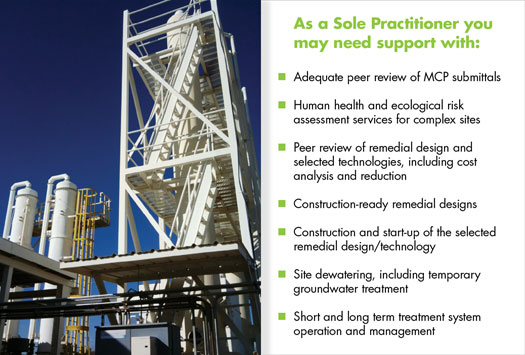 As a Sole Practitioner you
may need support with:
Adequate peer review of MCP submittals
Human health and ecological risk
assessment services for complex sites
Peer review of remedial design and
selected technologies, including cost
analysis and reduction
Construction-ready remedial designs
Construction and start-up of the selected
remedial design/technology
Site dewatering, including temporary
groundwater treatment
Short and long term treatment system
operation and management